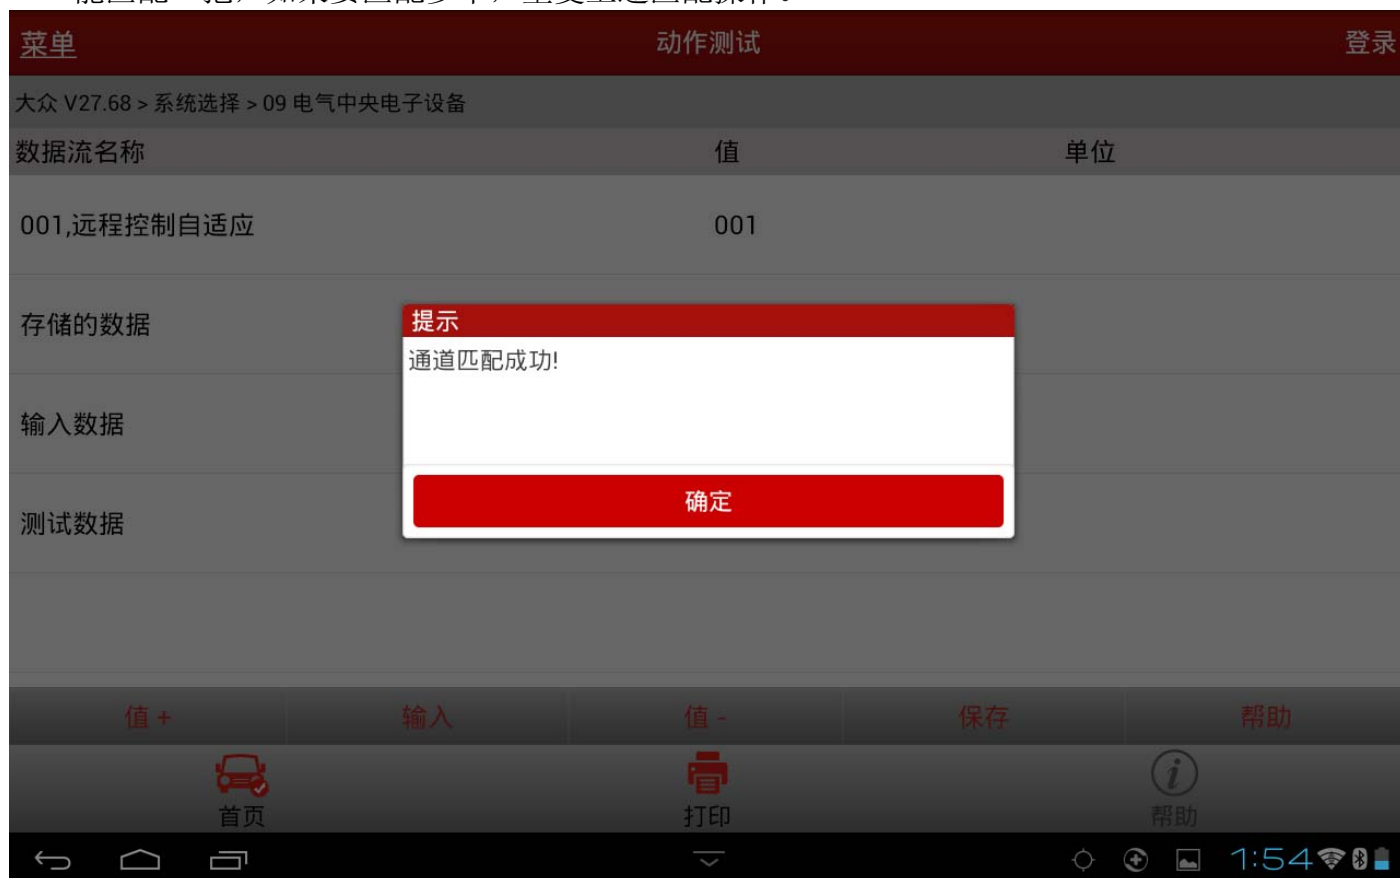 菜单 动作测试 登录
大众 V27.68 > 系统选择 > 09 电气中央电子设备
数据流名称 值 单位
001,远程控制自适应 001
存储的数据
提示
通道匹配成功!
输入数据
确定
测试数据
值 + 输入 值 - 保存 帮助
首页 打印 帮助
1:54